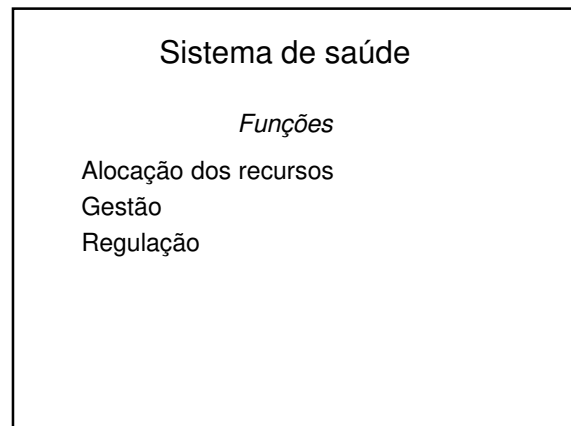 Sistema de saúde
Funções
Alocação dos recursos
Gestão
Regulação